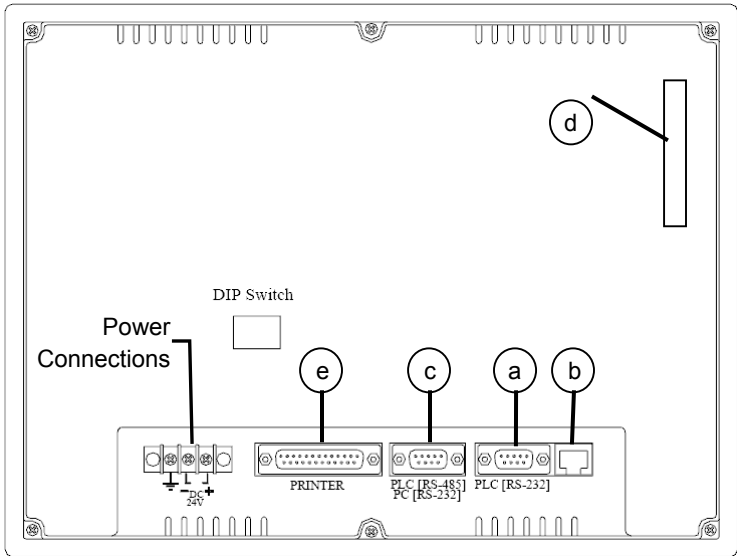 d
DIP Switch
Power
Connections
e
c
a
b
PRINTER
PLC [RS-485]
PC [RS-232]
PLC [RS-232]
- +
DC
24V